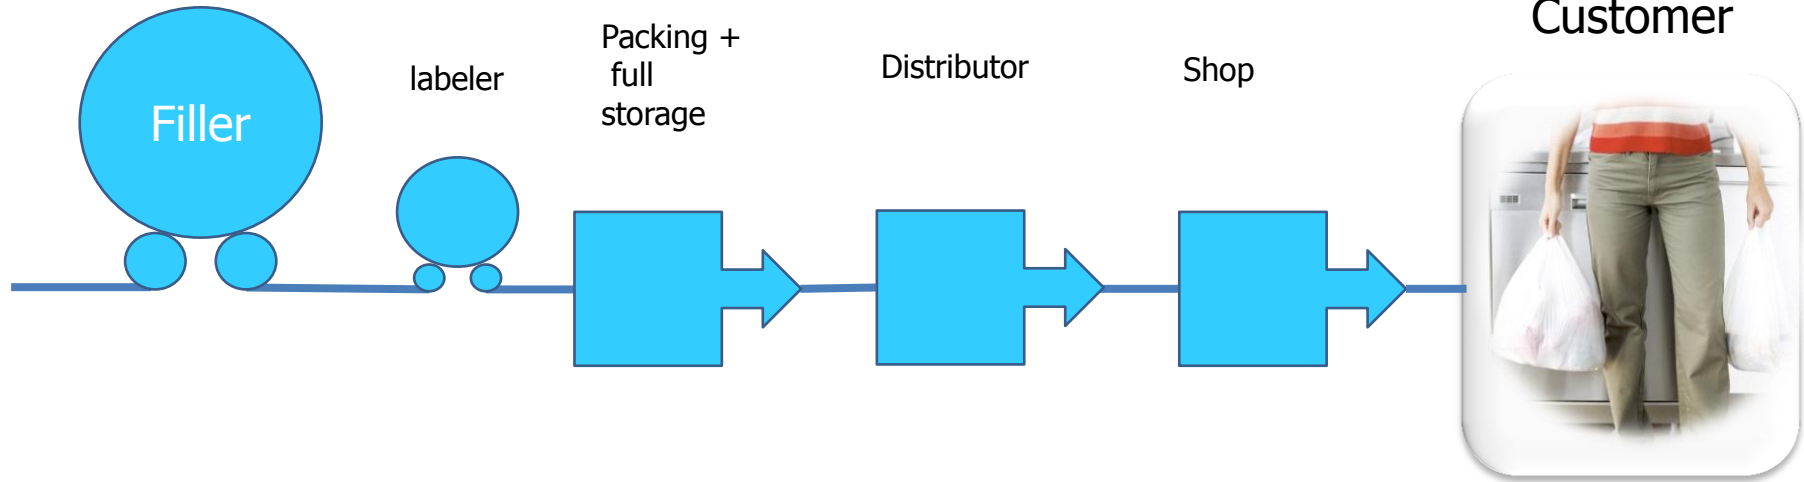 Customer
Packing +
full
storage
labeler
Distributor
Shop
Filler